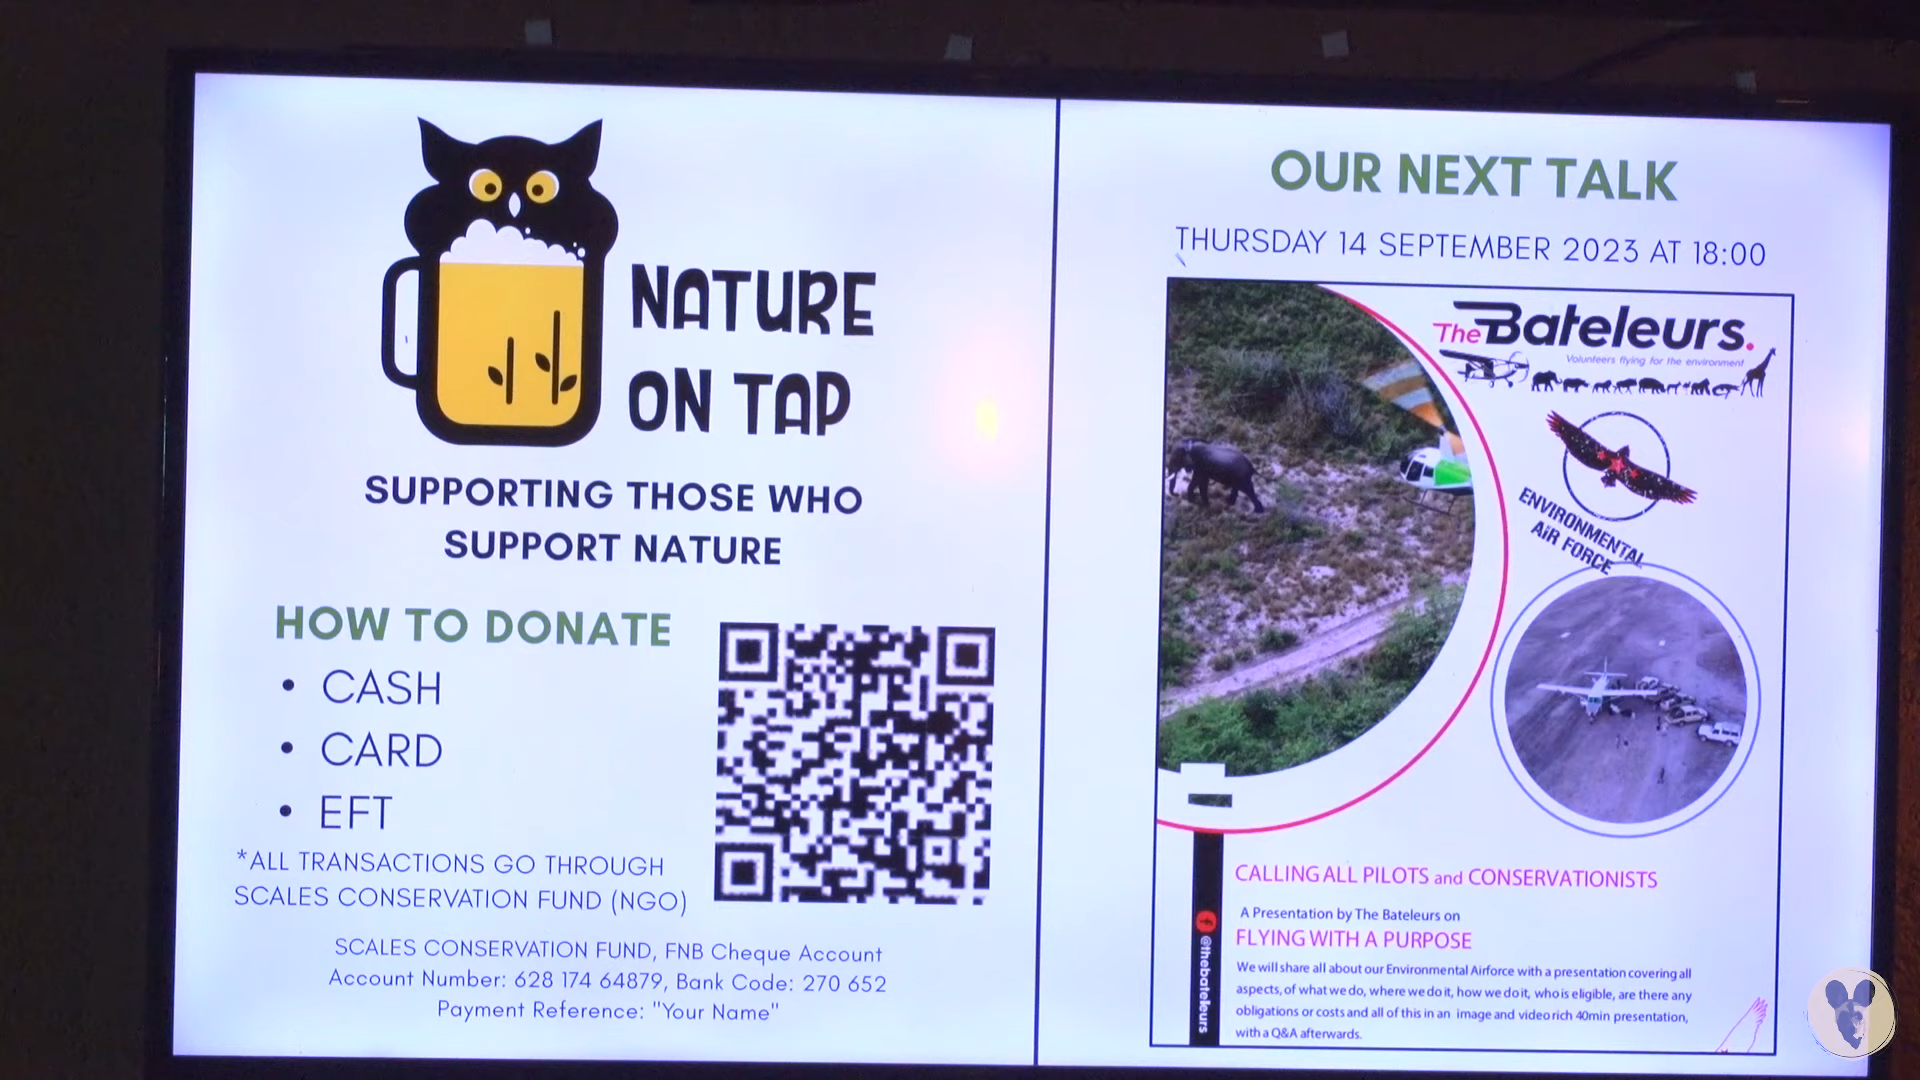 NATURE
ON TAP
SUPPORTING THOSE WHO
SUPPORT NATURE
HOW TO DONATE
• CASH
• CARD
• EFT
*ALL TRANSACTIONS GO THROUGH
SCALES CONSERVATION FUND (NGO)
SCALES CONSERVATION FUND, FNB Cheque Account
Account Number: 628 174 64879, Bank Code: 270 652
Payment Reference: "Your Name"
OUR NEXT TALK
THURSDAY 14 SEPTEMBER 2023 AT 18:00
The Bateleurs.
Volunteers flying for the environment
ENVIRONMENTAL
AiR FORCE
@thebateleurs
CALLING ALL PILOTS and CONSERVATIONISTS
A Presentation by The Bateleurs on
FLYING WITH A PURPOSE
We will share all about our Environmental Airforce with a presentation covering all
aspects, of what we do, where we do it, how we do it, who is eligible, are there any
obligations or costs and all of this in an image and video rich 40min presentation,
with a Q&A afterwards.